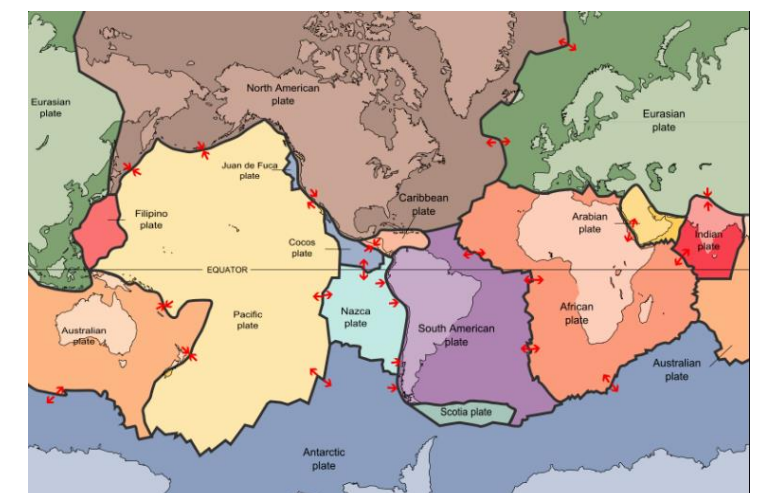 North American
plate
Eurasian
plate
Eurasian
plate
Juan de Fuca
plate
Caribbean
plate
Filipino
plate
Arabian
plate
Indian
plate
Cocos
plate
EQUATOR
Nazca
plate
African
plate
Pacific
plate
Australian
plate
South American
plate
Australian
plate
Scotia plate
Antarctic
plate